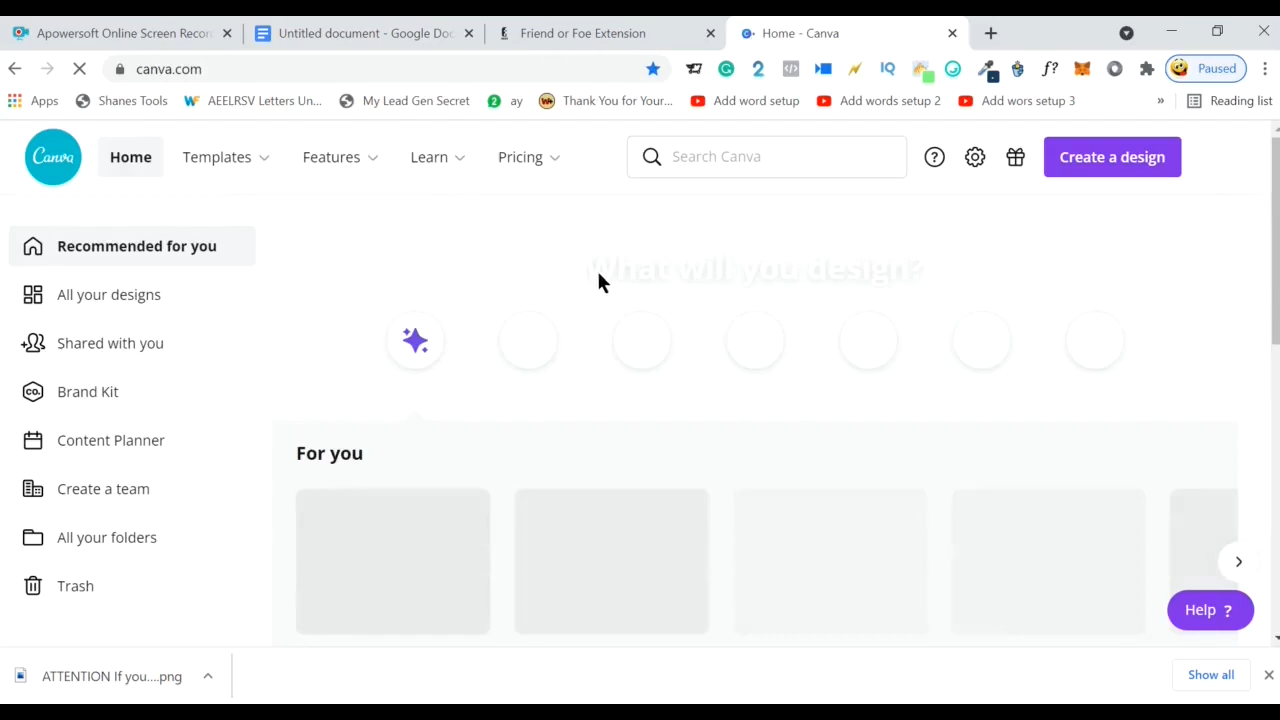 Apowersoft Online Screen Recor
Untitled document - Google Doc
Friend or Foe Extension
Home - Canva
canva.com
Paused
Apps
Shanes Tools
AEELRSV Letters Un...
My Lead Gen Secret
ay
Thank You for Your...
Add word setup
Add words setup 2
Add wors setup 3
»
Reading list
Canva
Home
Templates
Features
Learn
Pricing
Search Canva
Create a design
Recommended for you
All your designs
Shared with you
Brand Kit
Content Planner
Create a team
All your folders
Trash
What will you design?
For you
Help ?
ATTENTION If you....png
Show all